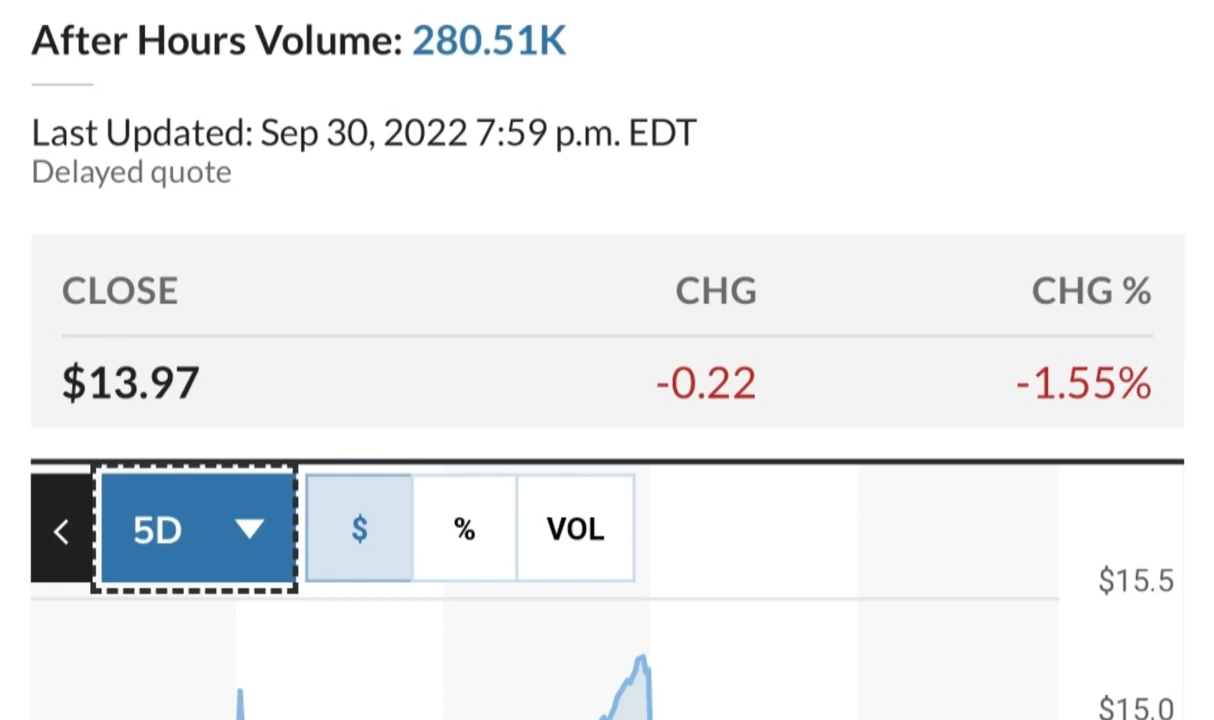 After Hours Volume: 280.51K
Last Updated: Sep 30, 2022 7:59 p.m. EDT
Delayed quote
CLOSE CHG CHG %
$13.97 -0.22 -1.55%
5D $ % VOL
$15.5
$15.0